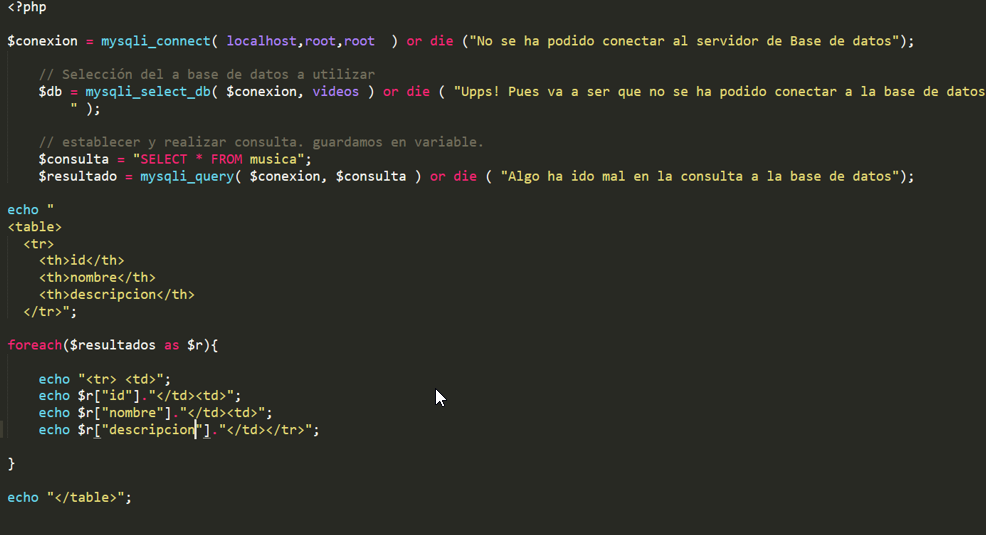 <?php
$conexion = mysqli_connect( localhost,root,root  ) or die ("No se ha podido conectar al servidor de Base de datos");
// Selección del a base de datos a utilizar
$db = mysqli_select_db( $conexion, videos ) or die ( "Upps! Pues va a ser que no se ha podido conectar a la base de datos
" );
// establecer y realizar consulta. guardamos en variable.
$consulta = "SELECT * FROM musica";
$resultado = mysqli_query( $conexion, $consulta ) or die ( "Algo ha ido mal en la consulta a la base de datos");
echo "
<table>
<tr>
<th>id</th>
<th>nombre</th>
<th>descripcion</th>
</tr>";
foreach($resultados as $r){
echo "<tr> <td>";
echo $r["id"]."</td><td>";
echo $r["nombre"]."</td><td>";
echo $r["descripcion"]."</td></tr>";
}
echo "</table>";